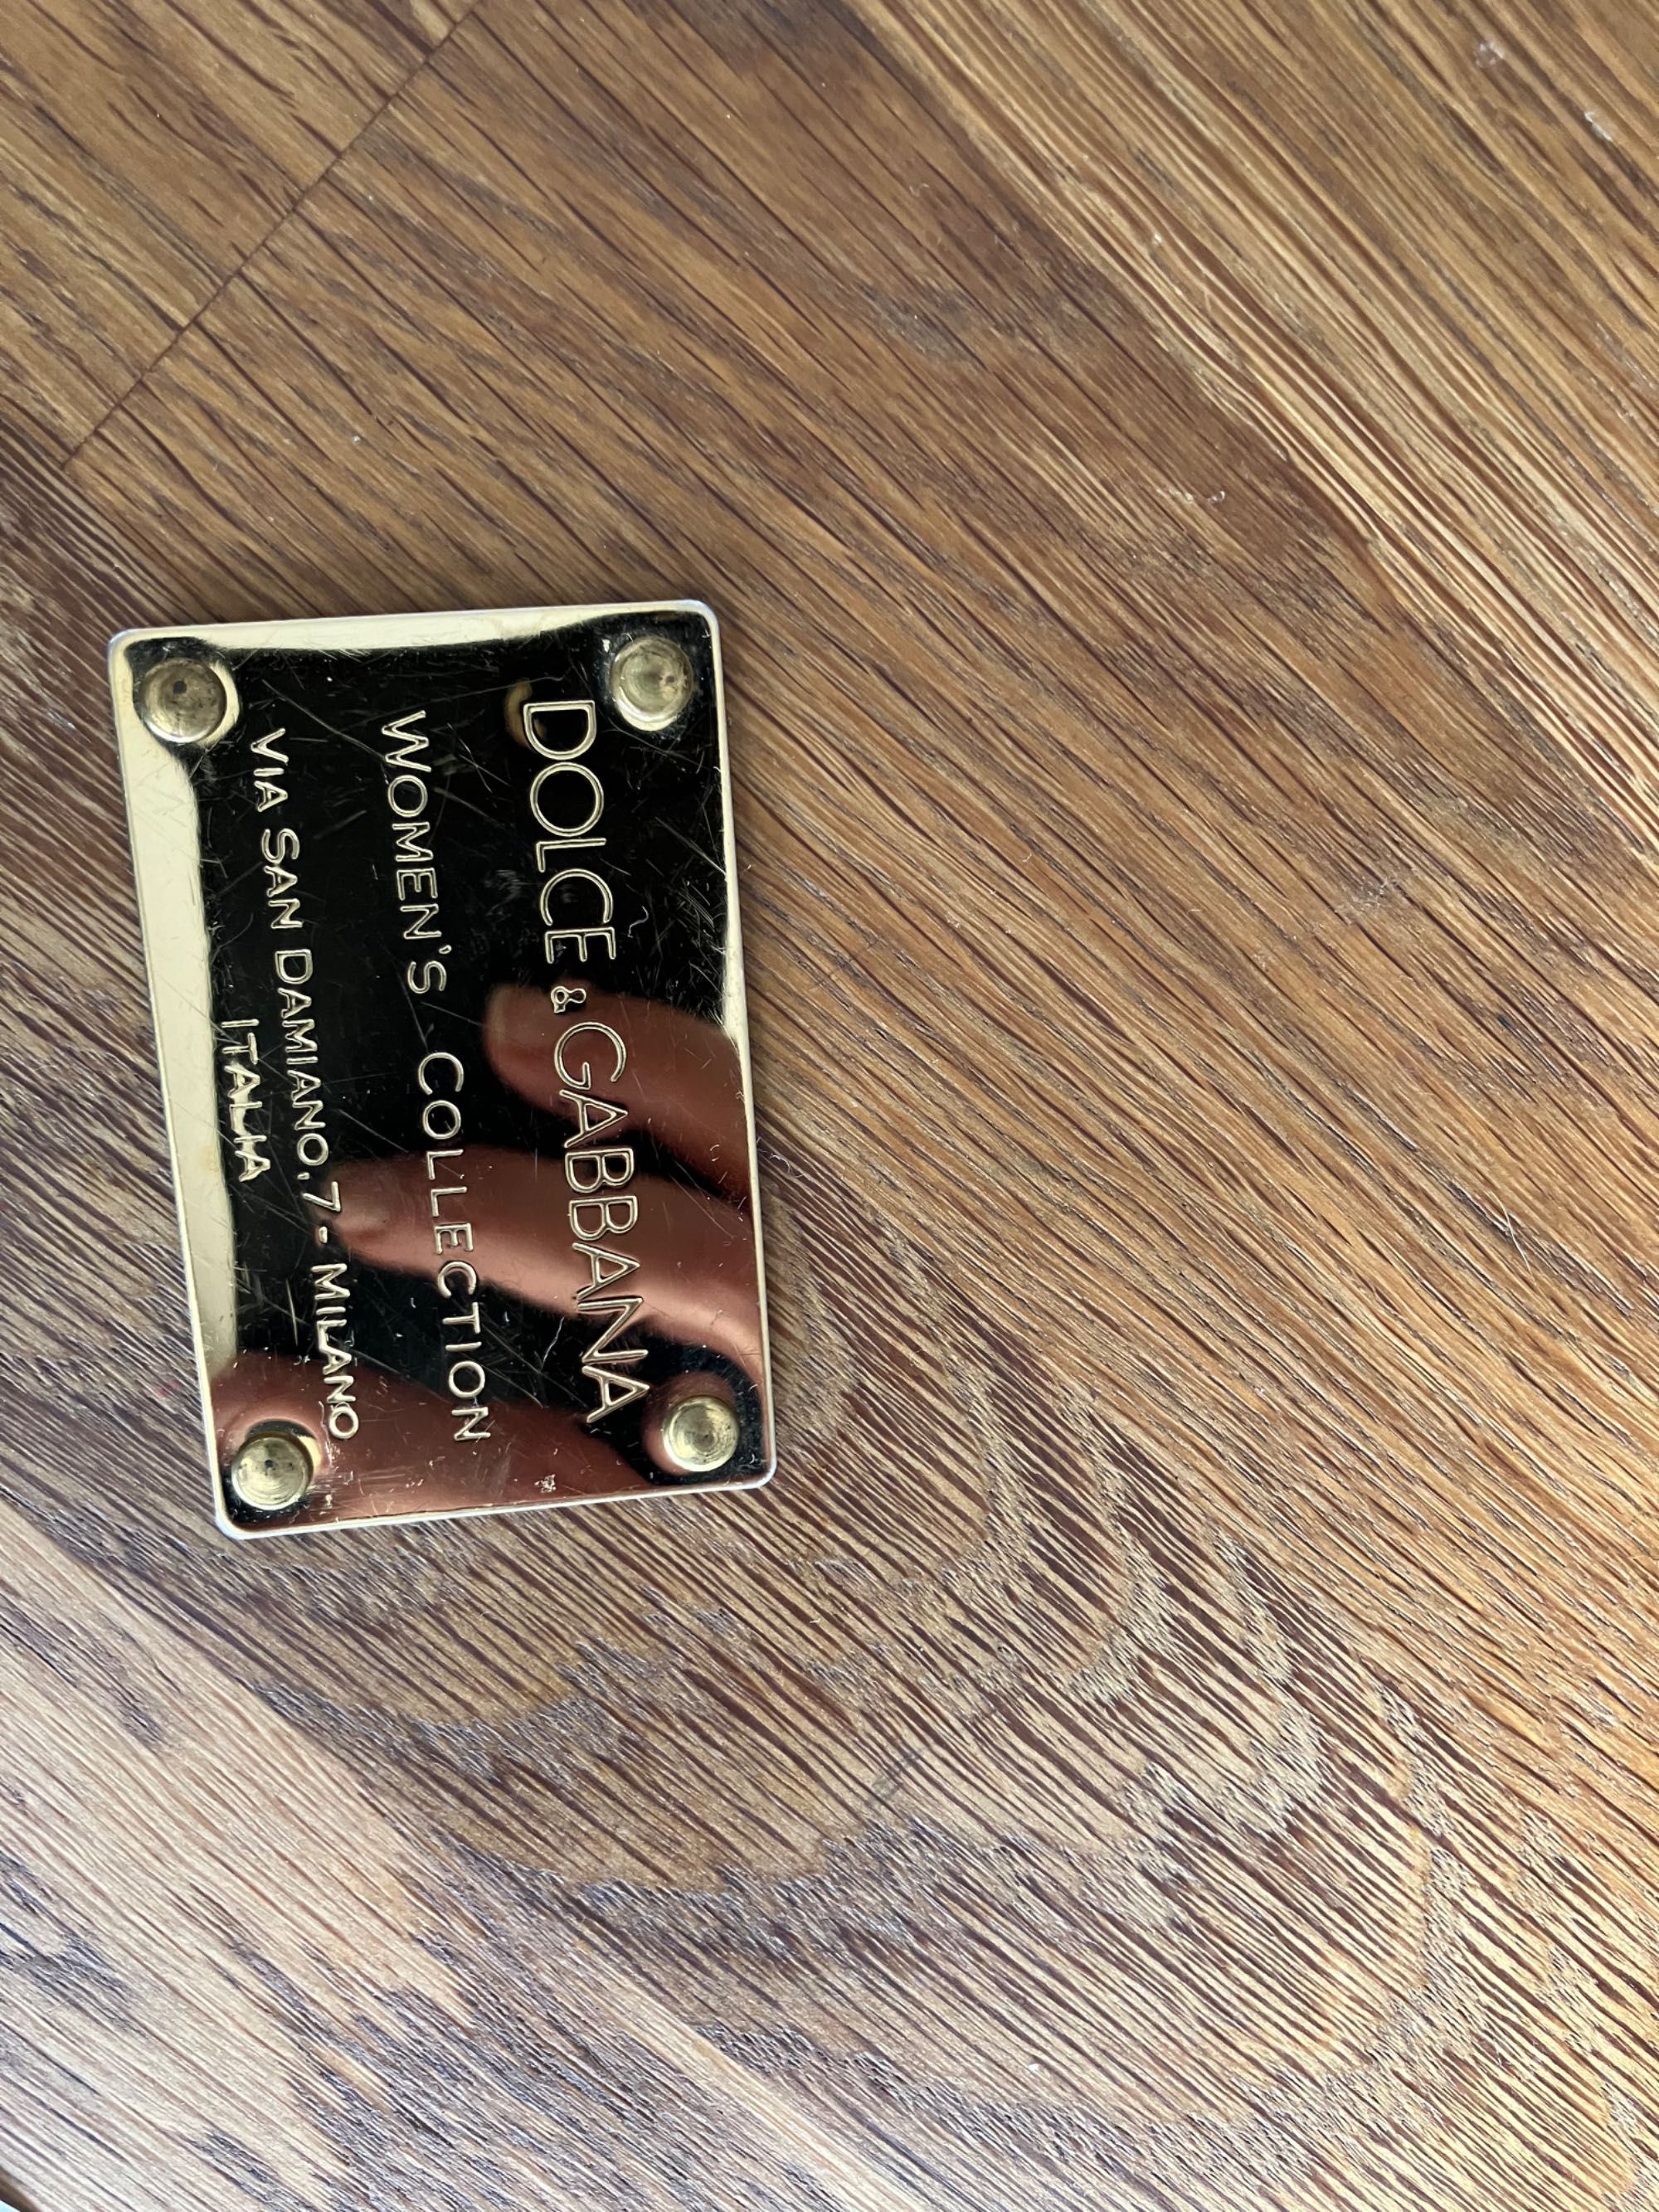 DOLCE & GABBANA
WOMEN'S COLLECTION
VIA SAN DAMIANO, 7 - MILANO
ITALIA